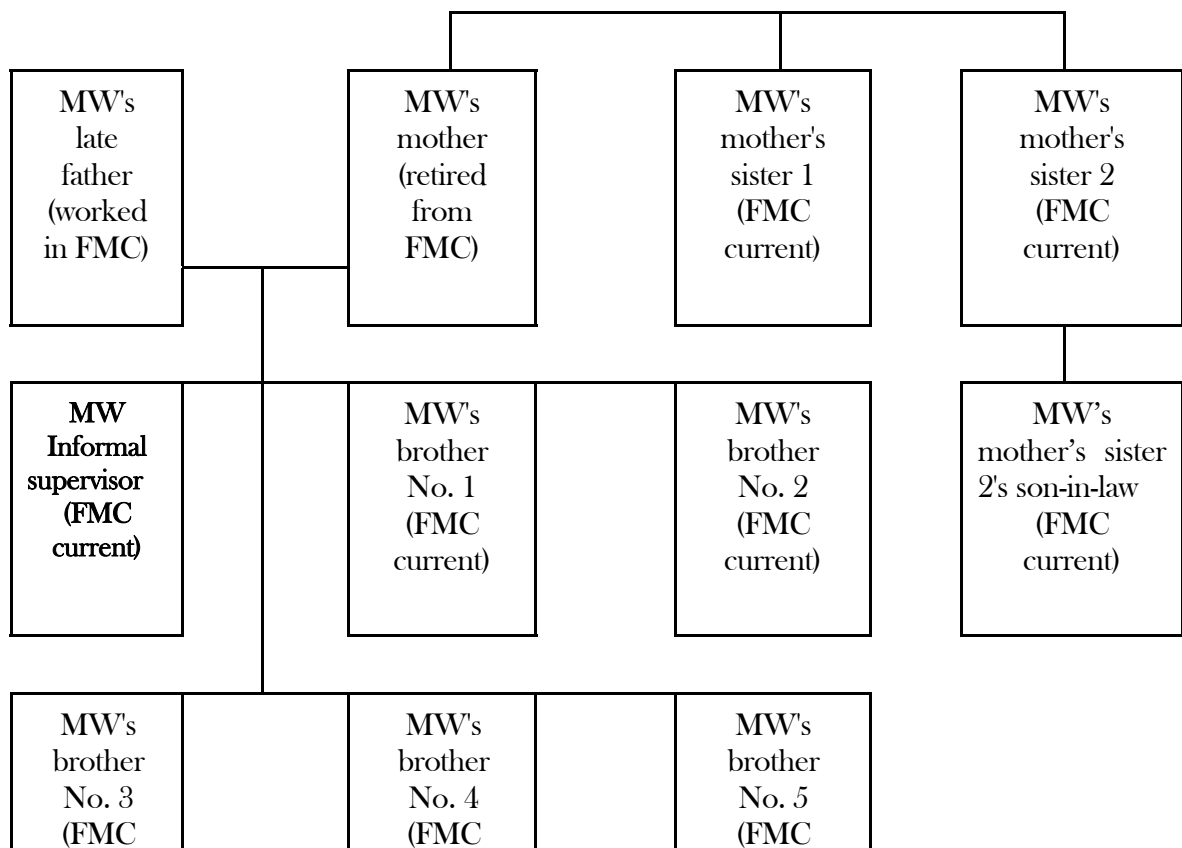 MW's
late
father
(worked
in FMC)
MW's
mother
(retired
from
FMC)
MW's
mother's
sister 1
(FMC
current)
MW's
mother's
sister 2
(FMC
current)
MW
Informal
supervisor
(FMC
current)
MW's
brother
No. 1
(FMC
current)
MW's
brother
No. 2
(FMC
current)
MW’s
mother’s sister
2's son-in-law
(FMC
current)
MW's
brother
No. 3
(FMC
MW's
brother
No. 4
(FMC
MW's
brother
No. 5
(FMC